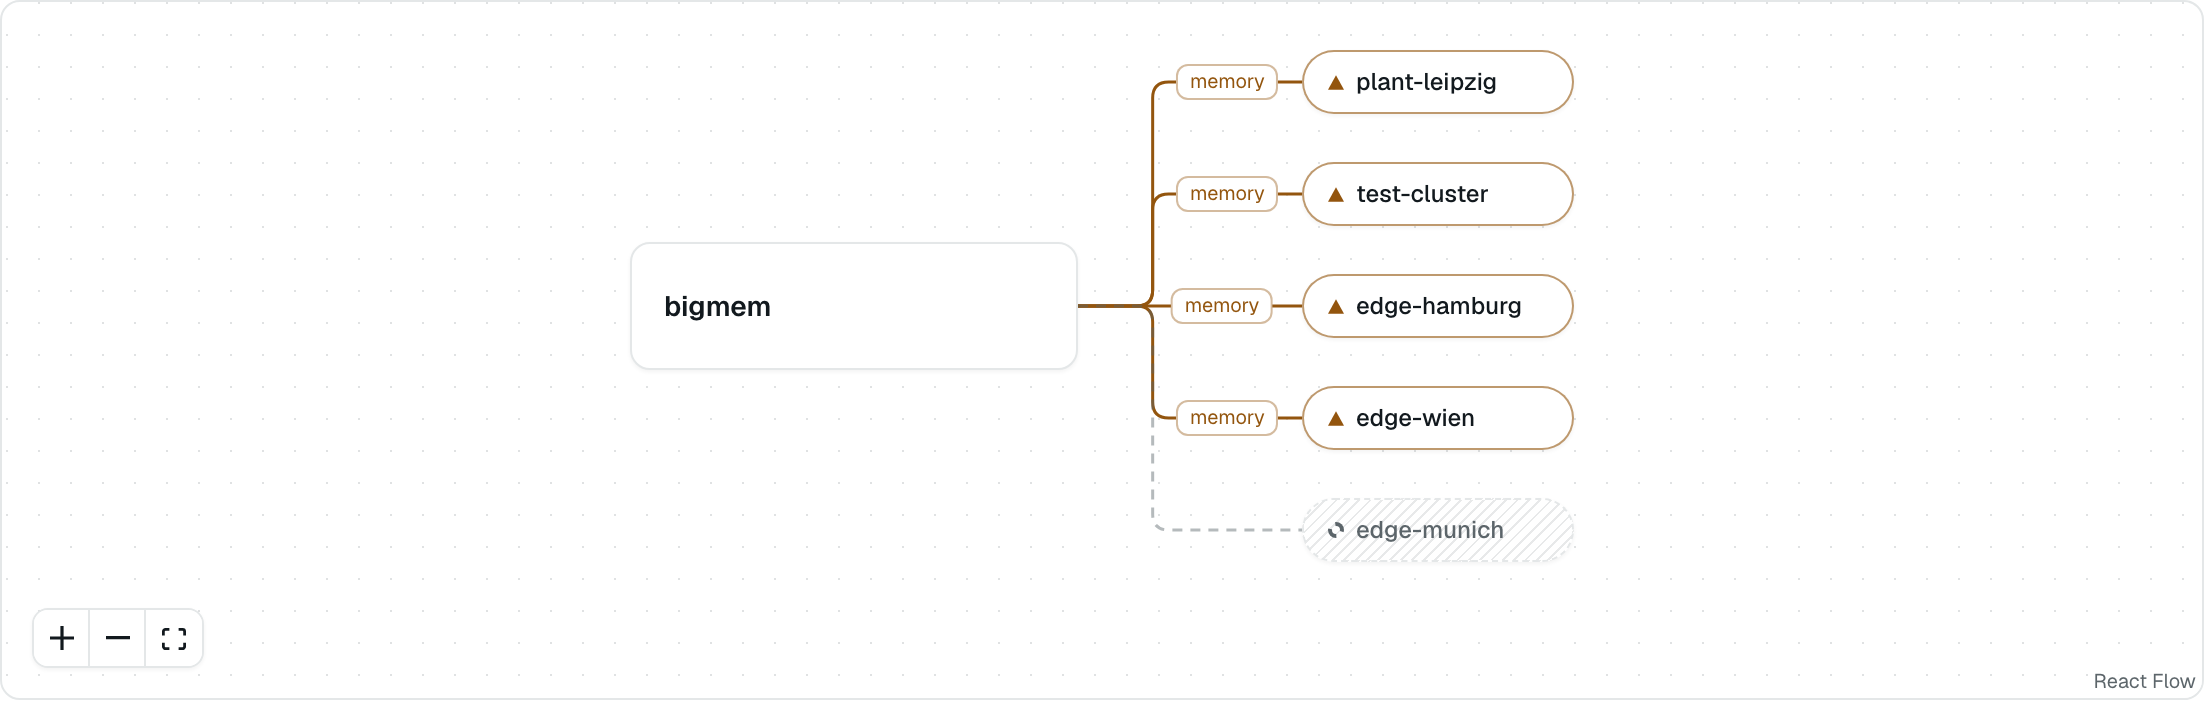 memory
plant-leipzig
memory
test-cluster
bigmem
memory
edge-hamburg
memory
edge-wien
edge-munich
React Flow